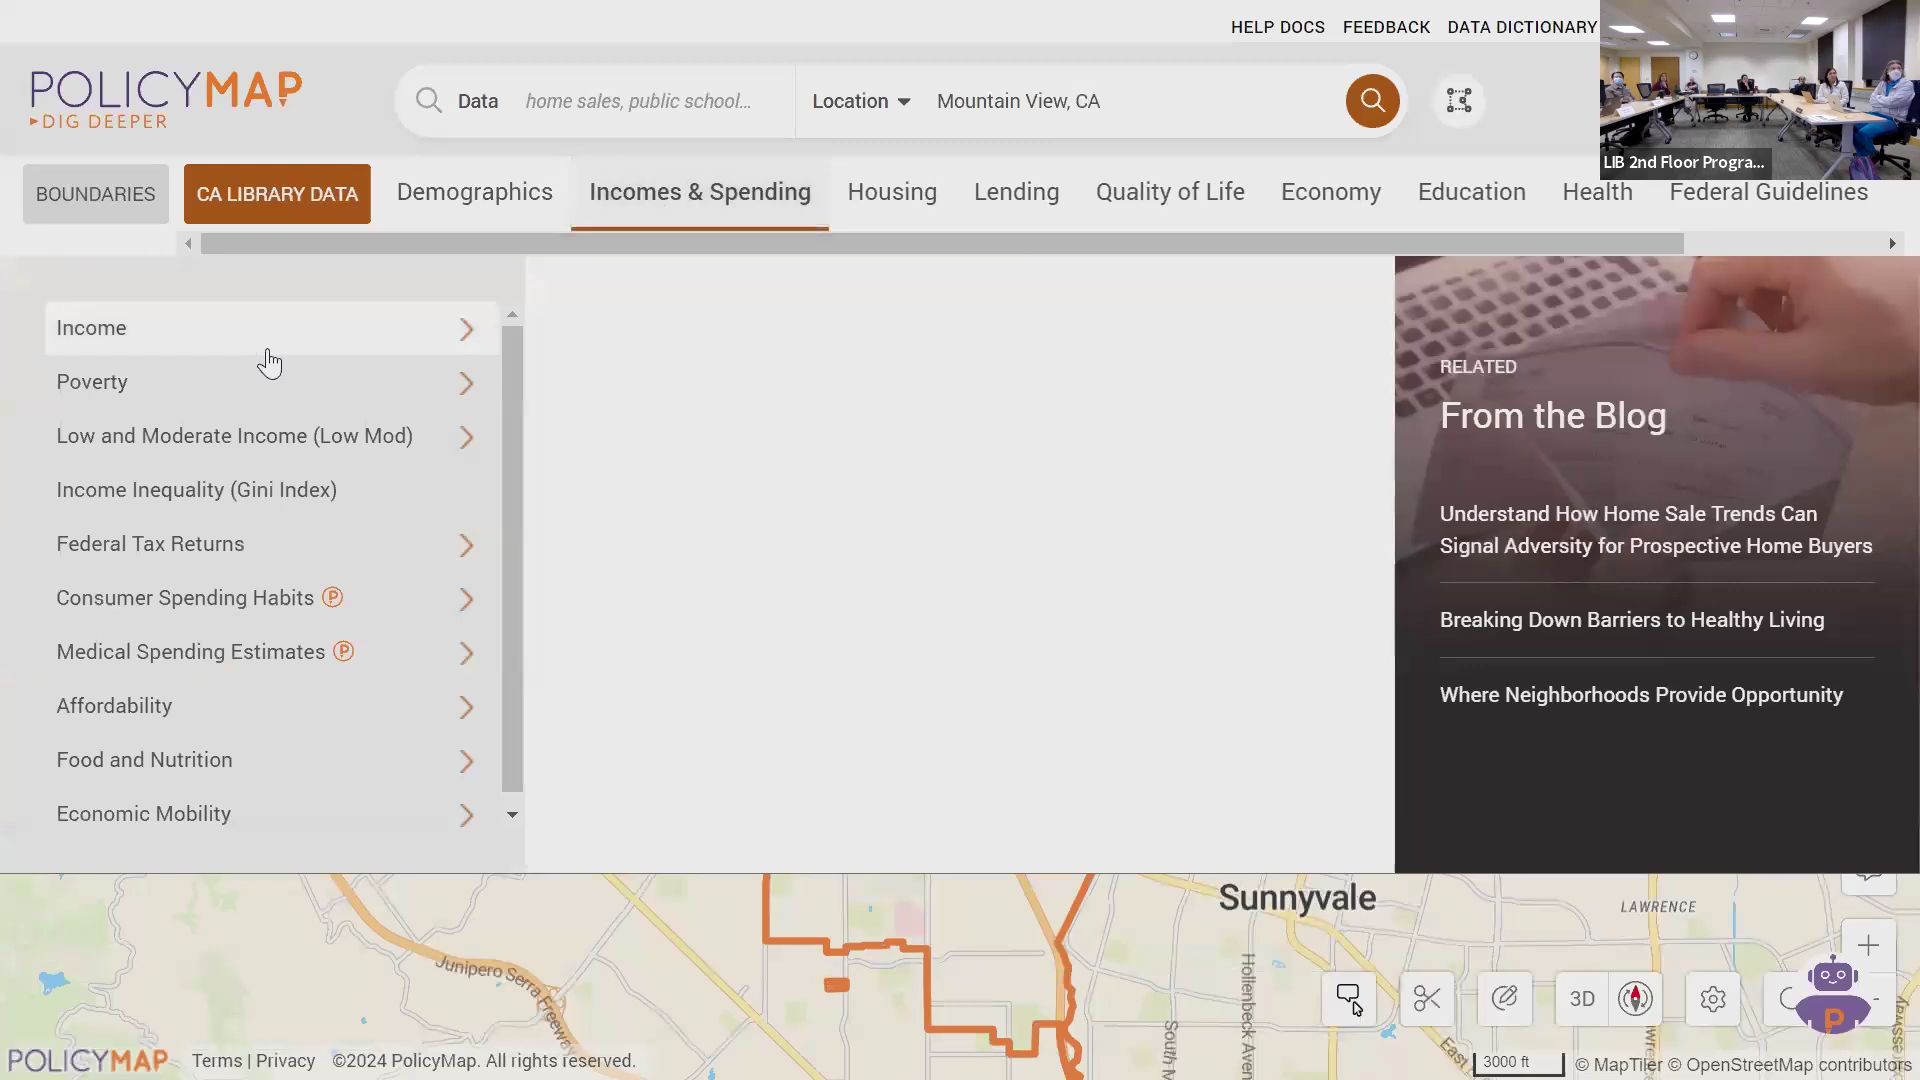 HELP DOCS FEEDBACK DATA DICTIONARY
POLICYMAP
DIG DEEPER
Data home sales, public school... Location Mountain View, CA
LIB 2nd Floor Progra...
BOUNDARIES CA LIBRARY DATA Demographics Incomes & Spending Housing Lending Quality of Life Economy Education Health Federal Guidelines
Income
Poverty
Low and Moderate Income (Low Mod)
Income Inequality (Gini Index)
Federal Tax Returns
Consumer Spending Habits P
Medical Spending Estimates P
Affordability
Food and Nutrition
Economic Mobility
RELATED
From the Blog
Understand How Home Sale Trends Can
Signal Adversity for Prospective Home Buyers
Breaking Down Barriers to Healthy Living
Where Neighborhoods Provide Opportunity
Sunnyvale
LAWRENCE
Junipero Serra Freeway
Hollenbeck Aven
South M
East
3D
P
3000 ft
POLICYMAP Terms | Privacy ©2024 PolicyMap. All rights reserved.
© MapTiler © OpenStreetMap contributors